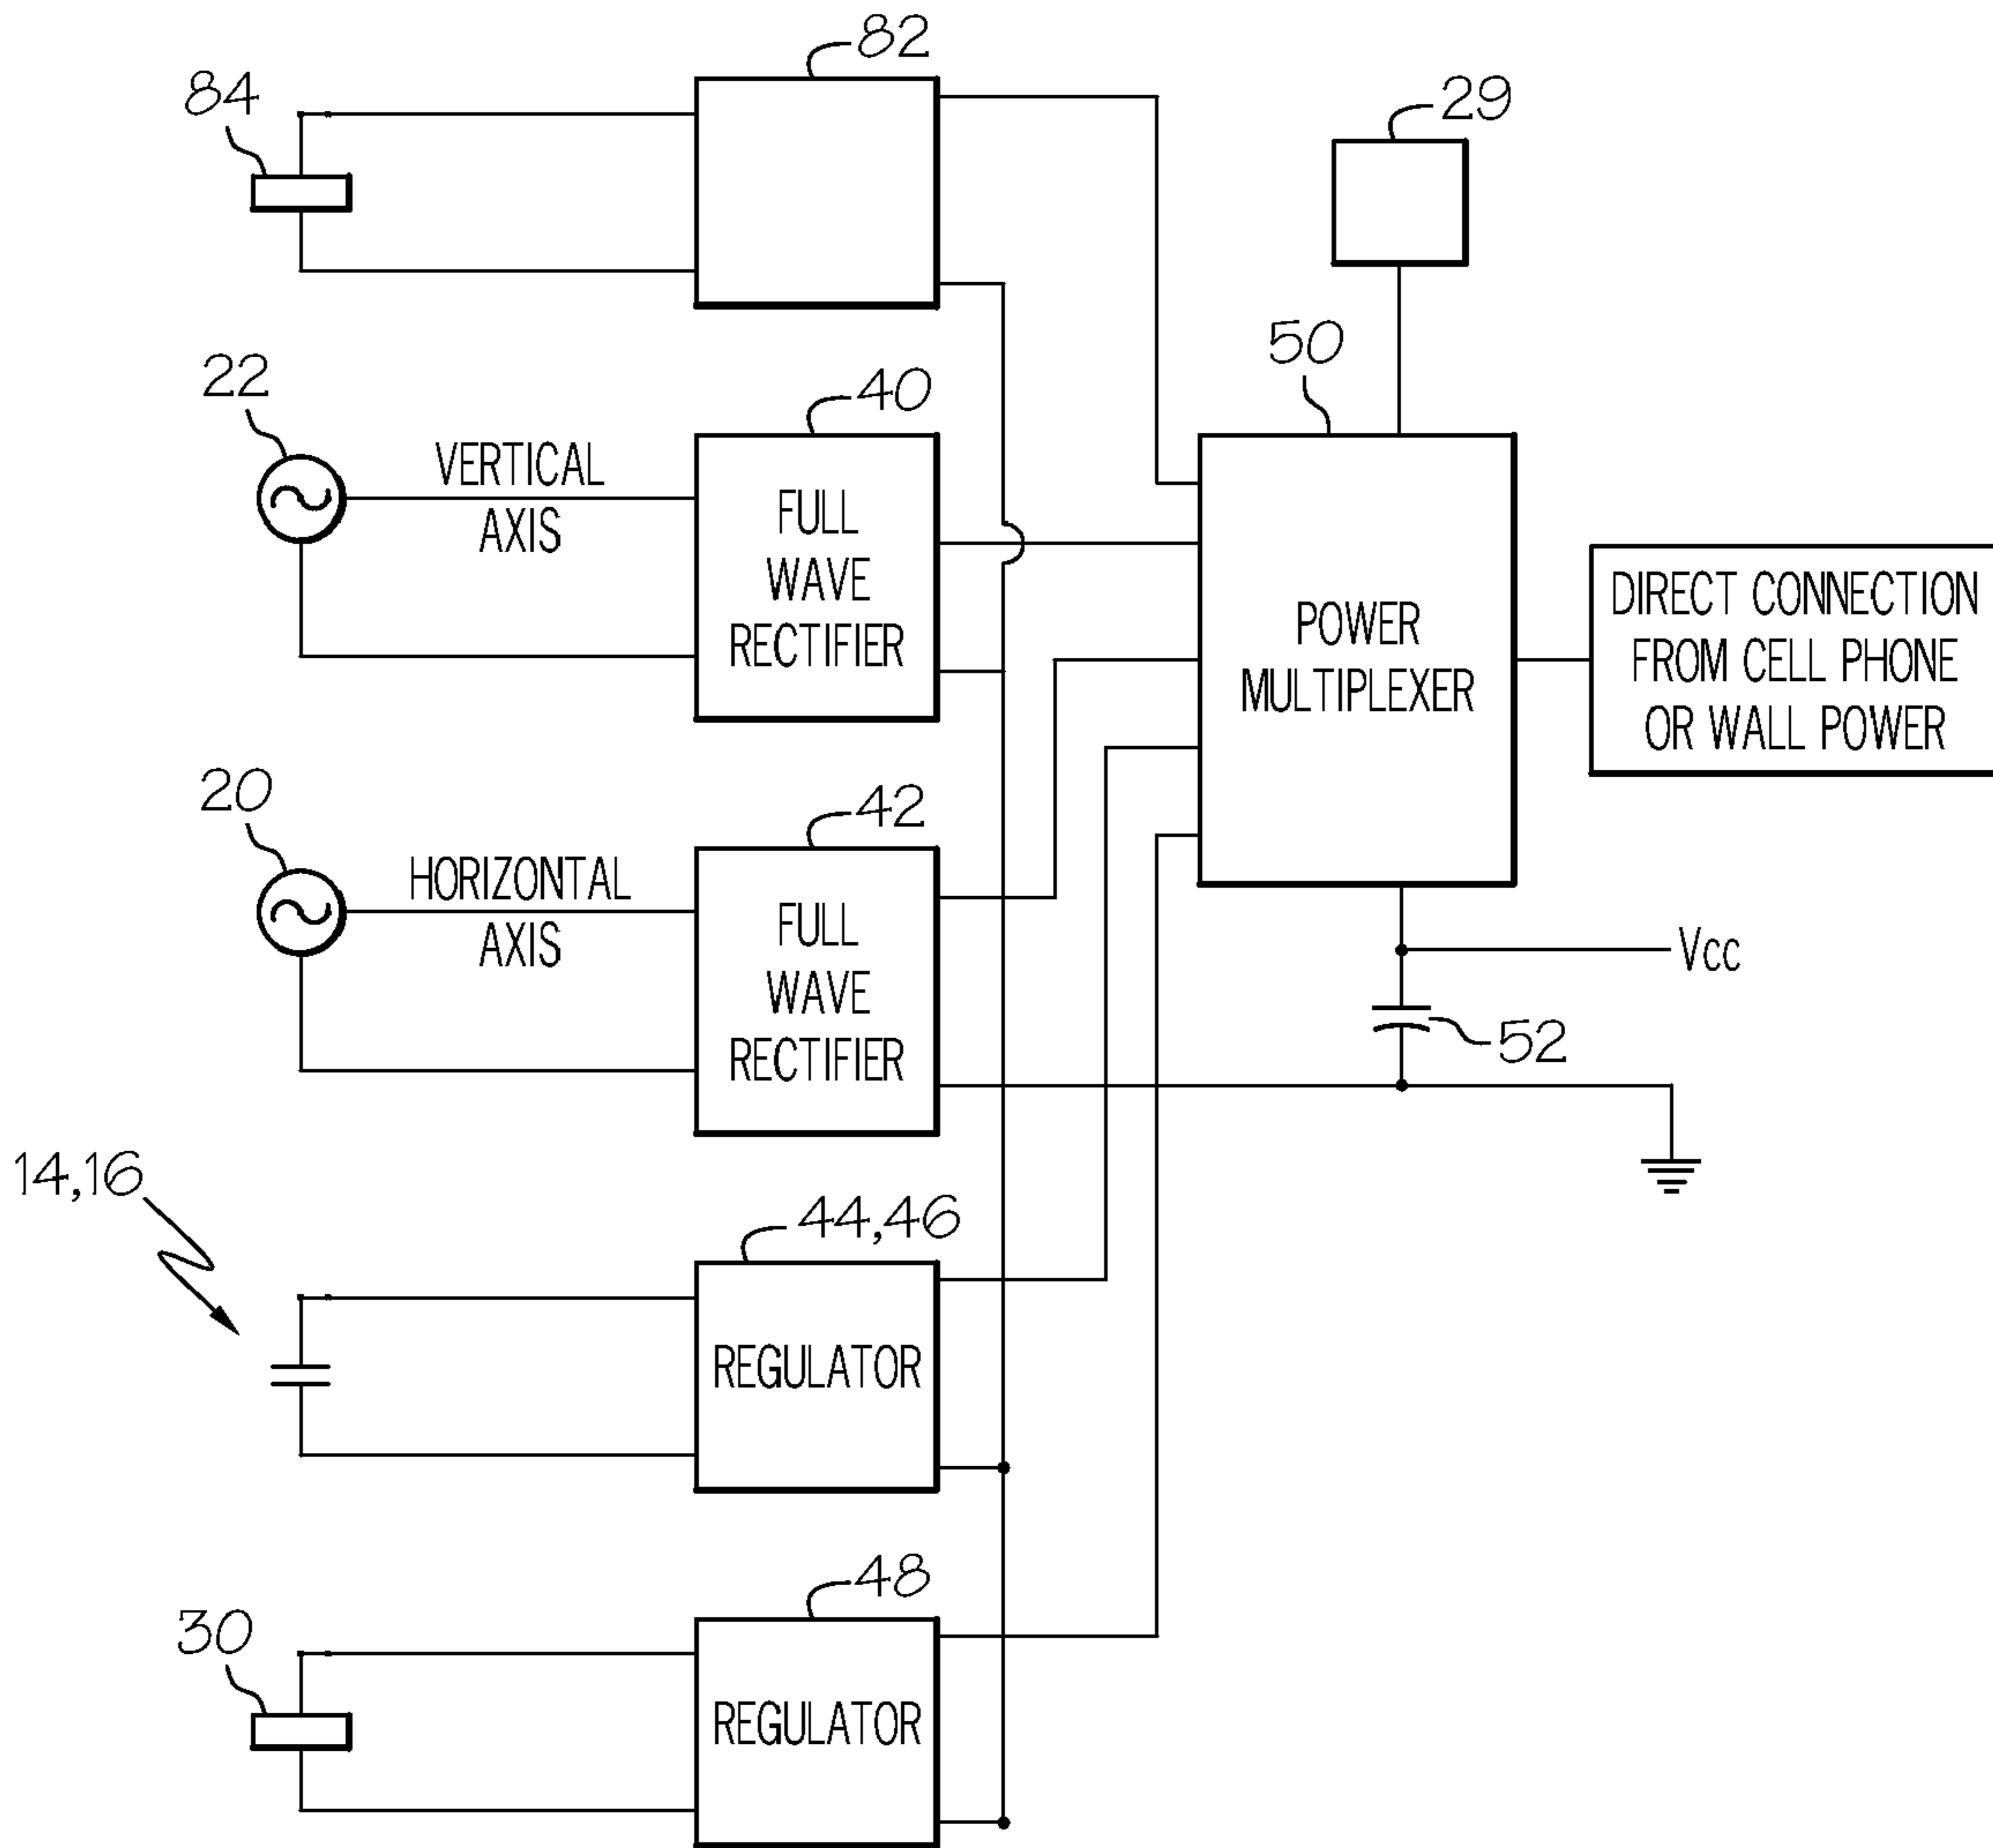 82
84
29
22
VERTICAL
AXIS
40
FULL
WAVE
RECTIFIER
50
POWER
MULTIPLEXER
DIRECT CONNECTION
FROM CELL PHONE
OR WALL POWER
20
HORIZONTAL
AXIS
42
FULL
WAVE
RECTIFIER
Vcc
52
14,16
44,46
REGULATOR
30
48
REGULATOR